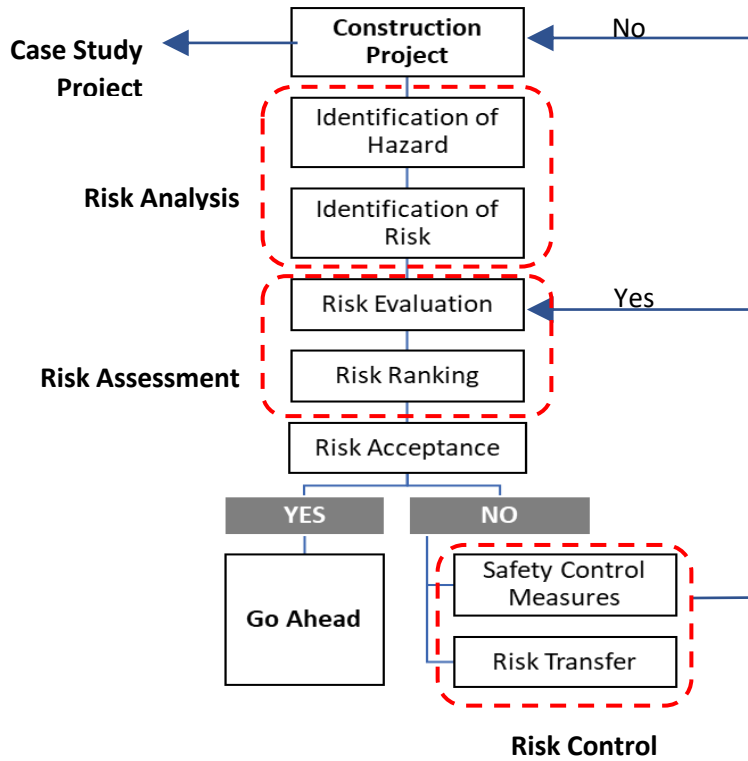 Construction
Project
No
Case Study
Project
Identification of
Hazard
Risk Analysis
Identification of
Risk
Risk Evaluation
Yes
Risk Assessment
Risk Ranking
Risk Acceptance
YES
NO
Go Ahead
Safety Control
Measures
Risk Transfer
Risk Control